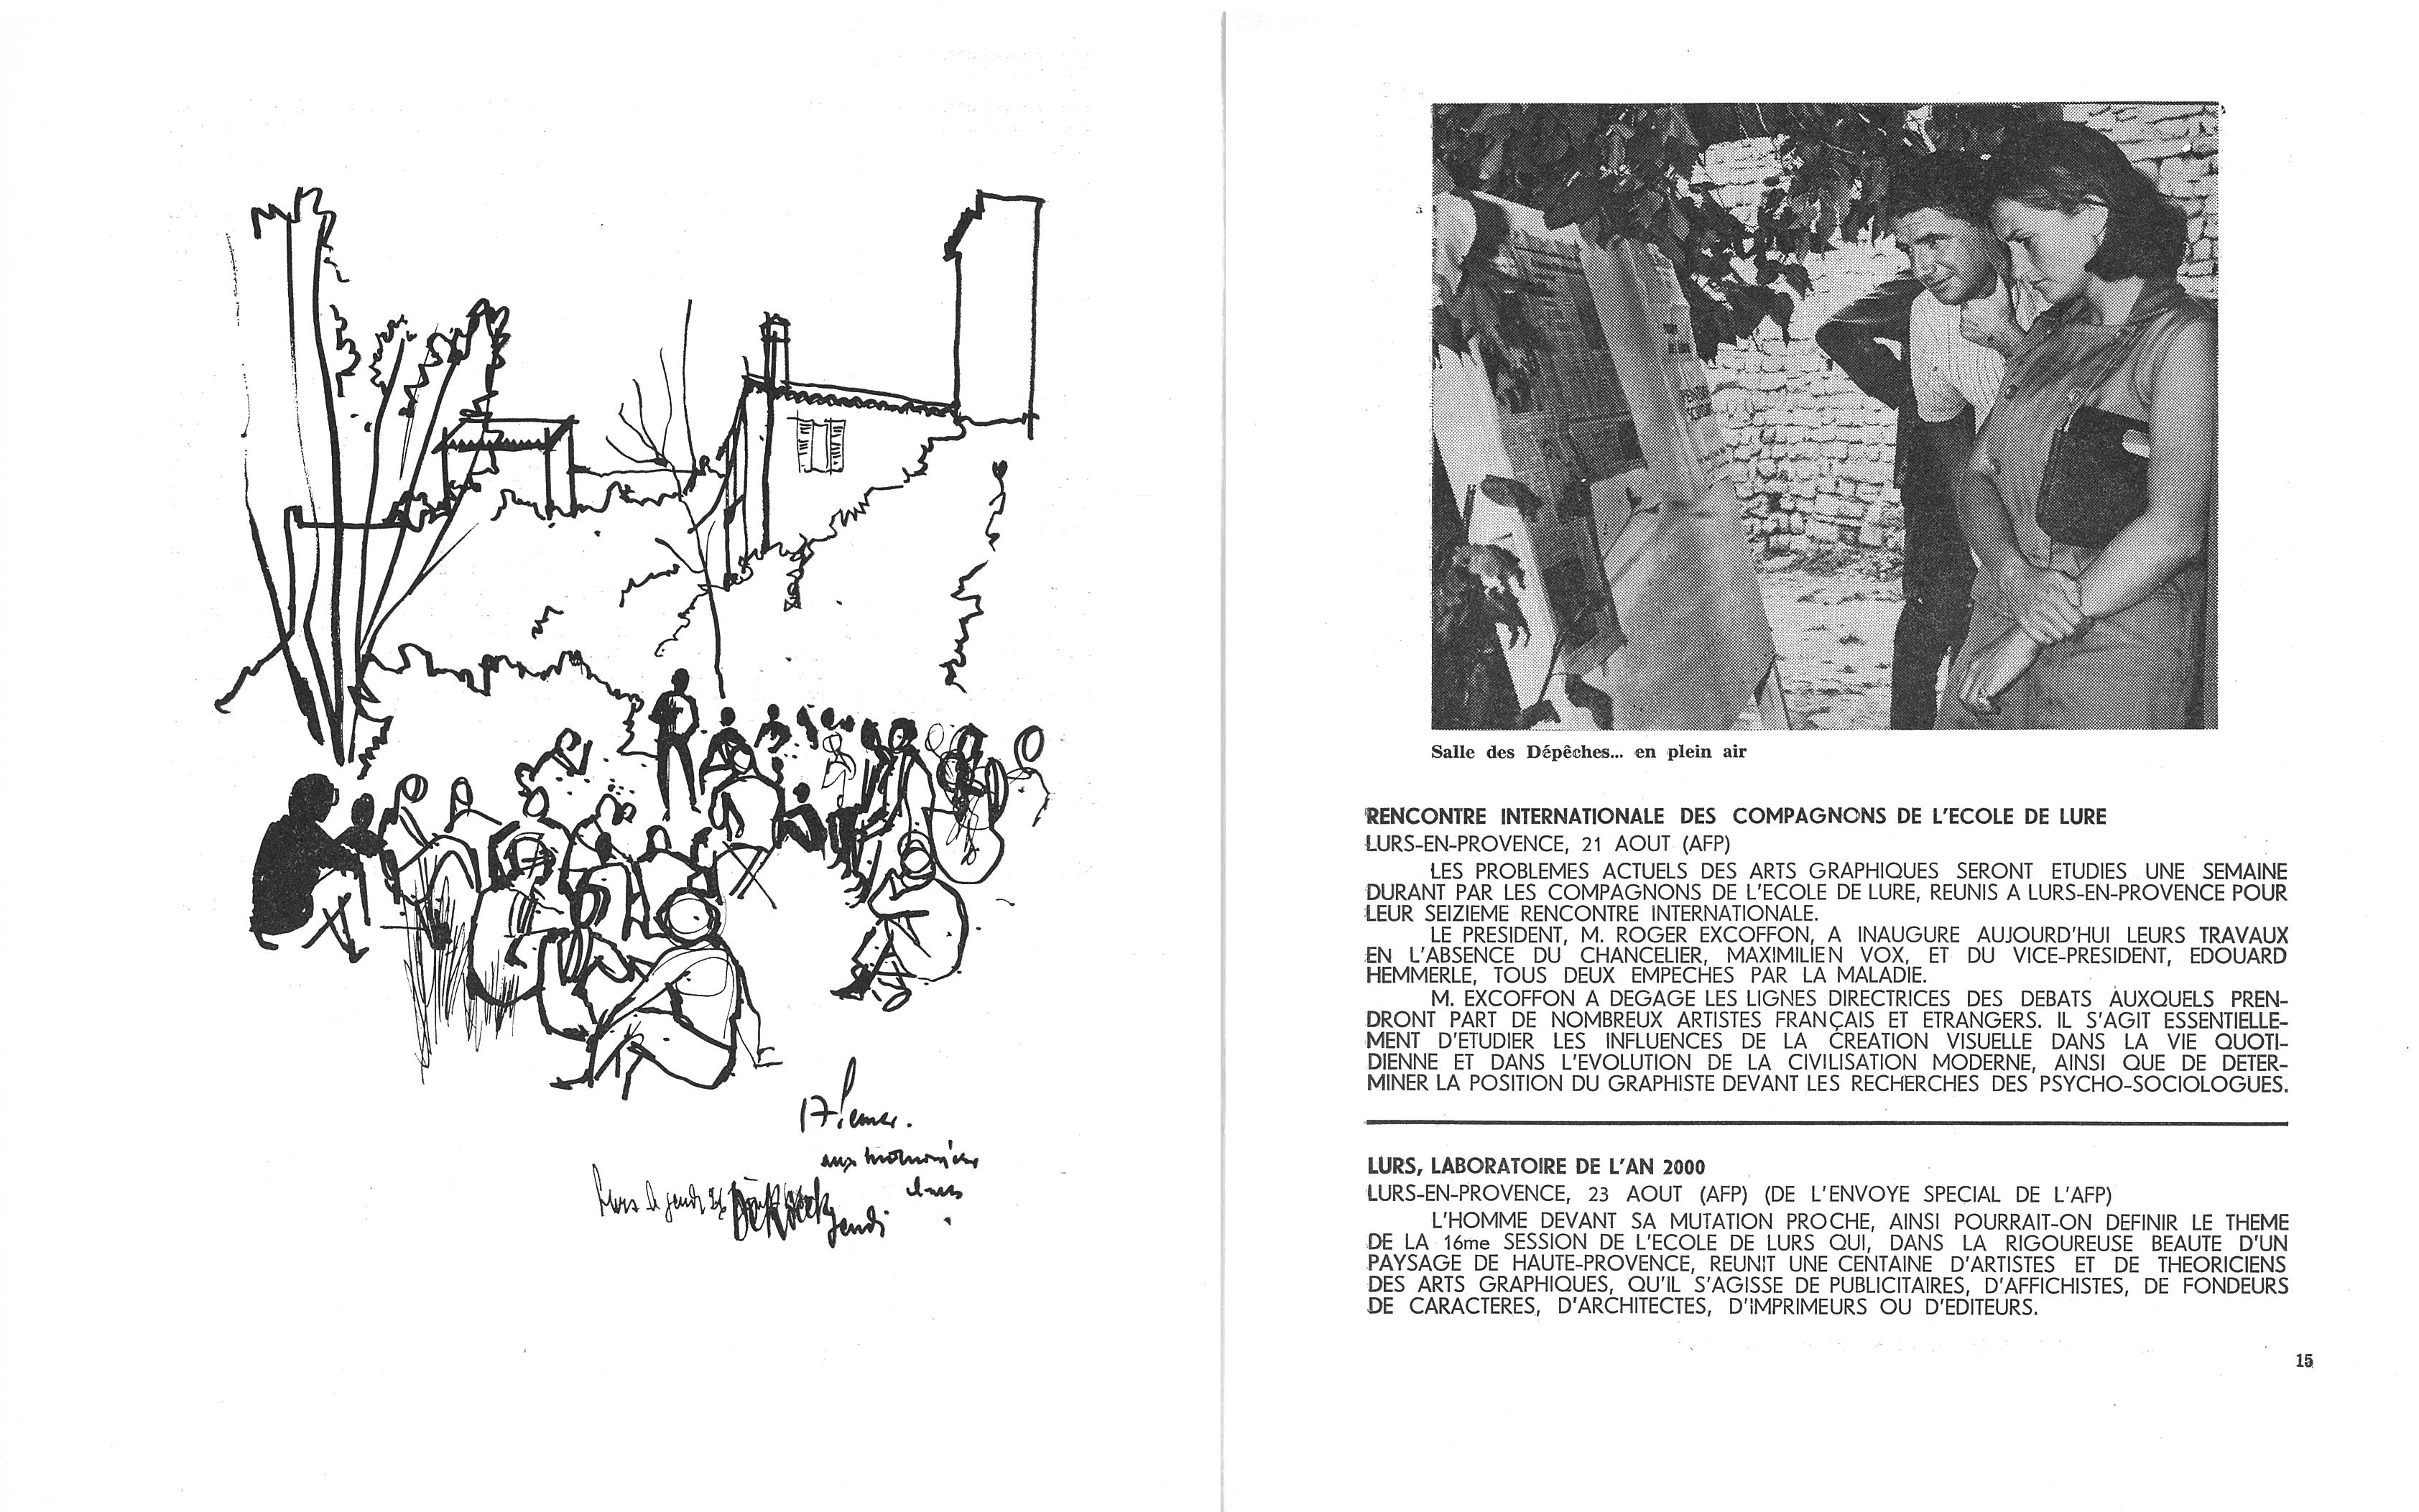 17 
aux 
Lurs le jeudi
jeudi
Salle des Dépêches... en plein air
RENCONTRE INTERNATIONALE DES COMPAGNONS DE L'ECOLE DE LURE
LURS-EN-PROVENCE, 21 AOUT (AFP)
LES PROBLEMES ACTUELS DES ARTS GRAPHIQUES SERONT ETUDIES UNE SEMAINE
DURANT PAR LES COMPAGNONS DE L'ECOLE DE LURE, REUNIS A LURS-EN-PROVENCE POUR
LEUR SEIZIEME RENCONTRE INTERNATIONALE.
LE PRESIDENT, M. ROGER EXCOFFON, A INAUGURE AUJOURD'HUI LEURS TRAVAUX
EN L'ABSENCE DU CHANCELIER, MAXIMILIEN VOX, ET DU VICE-PRESIDENT, EDOUARD
HEMMERLE, TOUS DEUX EMPECHES PAR LA MALADIE.
M. EXCOFFON A DEGAGE LES LIGNES DIRECTRICES DES DEBATS AUXQUELS PREN-
DRONT PART DE NOMBREUX ARTISTES FRANÇAIS ET ETRANGERS. IL S'AGIT ESSENTIELLE-
MENT D'ETUDIER LES INFLUENCES DE LA CREATION VISUELLE DANS LA VIE QUOTI-
DIENNE ET DANS L'EVOLUTION DE LA CIVILISATION MODERNE, AINSI QUE DE DETER-
MINER LA POSITION DU GRAPHISTE DEVANT LES RECHERCHES DES PSYCHO-SOCIOLOGUES.
LURS, LABORATOIRE DE L'AN 2000
LURS-EN-PROVENCE, 23 AOUT (AFP) (DE L'ENVOYE SPECIAL DE L'AFP)
L'HOMME DEVANT SA MUTATION PROCHE, AINSI POURRAIT-ON DEFINIR LE THEME
DE LA 16me SESSION DE L'ECOLE DE LURS QUI, DANS LA RIGOUREUSE BEAUTE D'UN
PAYSAGE DE HAUTE-PROVENCE, REUNIT UNE CENTAINE D'ARTISTES ET DE THEORICIENS
DES ARTS GRAPHIQUES, QU'IL S'AGISSE DE PUBLICITAIRES, D'AFFICHISTES, DE FONDEURS
DE CARACTERES, D'ARCHITECTES, D'IMPRIMEURS OU D'EDITEURS.
15